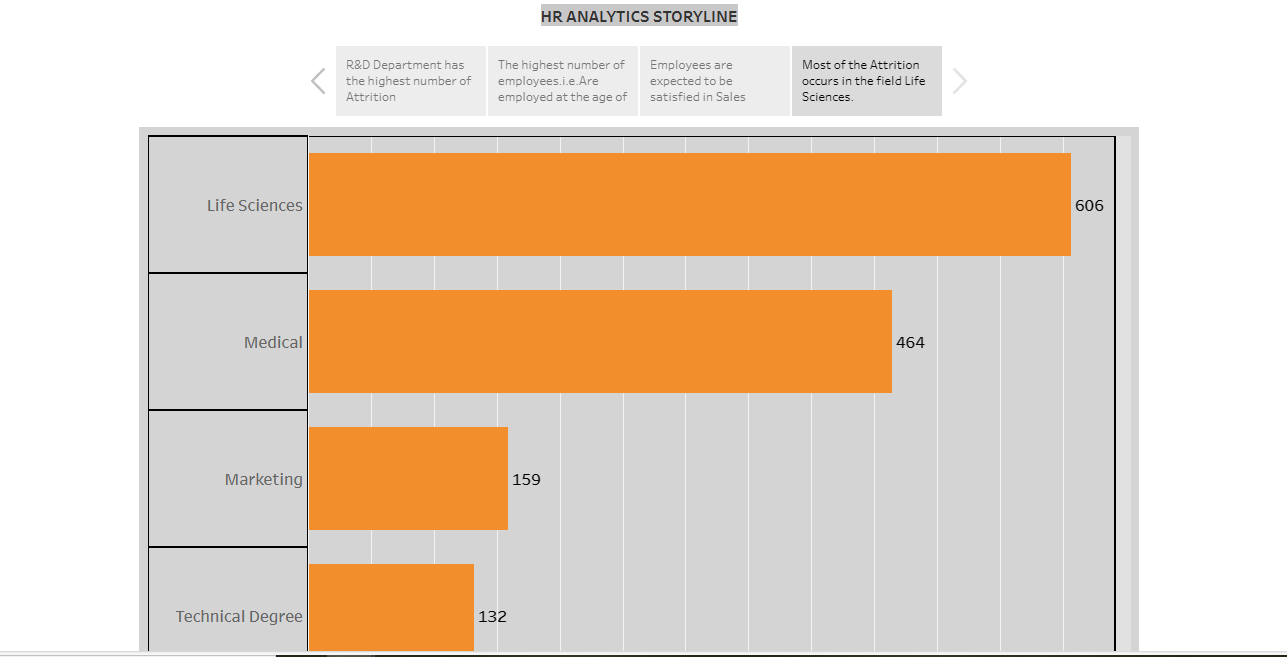 HR ANALYTICS STORYLINE
R&D Department has
the highest number of
Attrition
The highest number of
employees.i.e.Are
employed at the age of
Employees are
expected to be
satisfied in Sales
Most of the Attrition
occurs in the field Life
Sciences.
Life Sciences
606
Medical
464
Marketing
159
Technical Degree
132